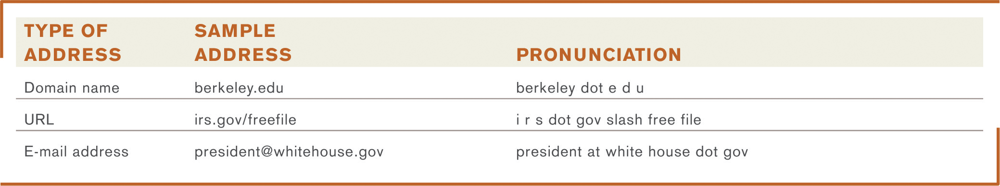 TYPE OF ADDRESS SAMPLE ADDRESS PRONUNCIATION
Domain name berkeley.edu berkeley dot e d u
URL irs.gov/freefile i r s dot gov slash free file
E-mail address president@whitehouse.gov president at white house dot gov